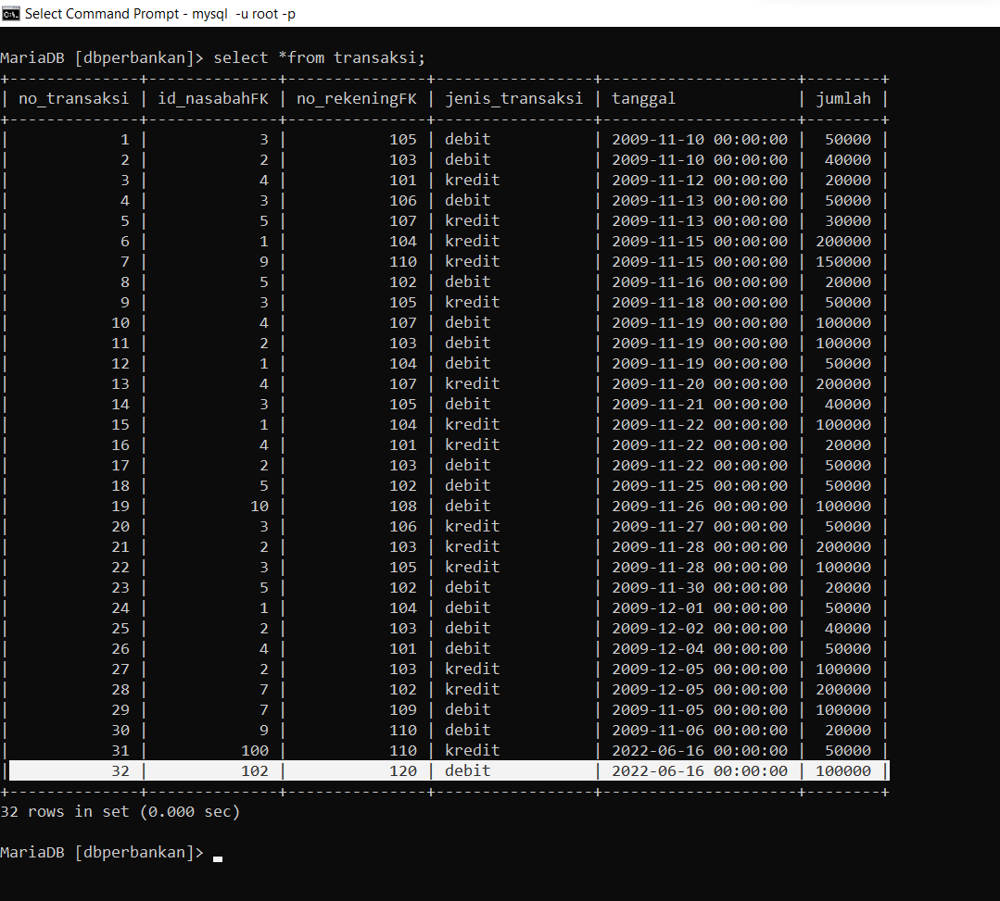 Select Command Prompt - mysql  -u root -p
MariaDB [dbperbankan]> select *from transaksi;
+--------------+--------------+---------------+-----------------+---------------------+--------+
| no_transaksi | id_nasabahFK | no_rekeningFK | jenis_transaksi | tanggal             | jumlah |
+--------------+--------------+---------------+-----------------+---------------------+--------+
|            1 |            3 |           105 | debit           | 2009-11-10 00:00:00 |  50000 |
|            2 |            2 |           103 | debit           | 2009-11-10 00:00:00 |  40000 |
|            3 |            4 |           101 | kredit          | 2009-11-12 00:00:00 |  20000 |
|            4 |            3 |           106 | debit           | 2009-11-13 00:00:00 |  50000 |
|            5 |            5 |           107 | kredit          | 2009-11-13 00:00:00 |  30000 |
|            6 |            1 |           104 | kredit          | 2009-11-15 00:00:00 | 200000 |
|            7 |            9 |           110 | kredit          | 2009-11-15 00:00:00 | 150000 |
|            8 |            5 |           102 | debit           | 2009-11-16 00:00:00 |  20000 |
|            9 |            3 |           105 | kredit          | 2009-11-18 00:00:00 |  50000 |
|           10 |            4 |           107 | debit           | 2009-11-19 00:00:00 | 100000 |
|           11 |            2 |           103 | debit           | 2009-11-19 00:00:00 | 100000 |
|           12 |            1 |           104 | debit           | 2009-11-19 00:00:00 |  50000 |
|           13 |            4 |           107 | kredit          | 2009-11-20 00:00:00 | 200000 |
|           14 |            3 |           105 | debit           | 2009-11-21 00:00:00 |  40000 |
|           15 |            1 |           104 | kredit          | 2009-11-22 00:00:00 | 100000 |
|           16 |            4 |           101 | kredit          | 2009-11-22 00:00:00 |  20000 |
|           17 |            2 |           103 | debit           | 2009-11-22 00:00:00 |  50000 |
|           18 |            5 |           102 | debit           | 2009-11-25 00:00:00 |  50000 |
|           19 |           10 |           108 | debit           | 2009-11-26 00:00:00 | 100000 |
|           20 |            3 |           106 | kredit          | 2009-11-27 00:00:00 |  50000 |
|           21 |            2 |           103 | kredit          | 2009-11-28 00:00:00 | 200000 |
|           22 |            3 |           105 | kredit          | 2009-11-28 00:00:00 | 100000 |
|           23 |            5 |           102 | debit           | 2009-11-30 00:00:00 |  20000 |
|           24 |            1 |           104 | debit           | 2009-12-01 00:00:00 |  50000 |
|           25 |            2 |           103 | debit           | 2009-12-02 00:00:00 |  40000 |
|           26 |            4 |           101 | debit           | 2009-12-04 00:00:00 |  50000 |
|           27 |            2 |           103 | kredit          | 2009-12-05 00:00:00 | 100000 |
|           28 |            7 |           102 | kredit          | 2009-12-05 00:00:00 | 200000 |
|           29 |            7 |           109 | debit           | 2009-11-05 00:00:00 | 100000 |
|           30 |            9 |           110 | debit           | 2009-11-06 00:00:00 |  20000 |
|           31 |          100 |           110 | kredit          | 2022-06-16 00:00:00 |  50000 |
|           32 |          102 |           120 | debit           | 2022-06-16 00:00:00 | 100000 |
+--------------+--------------+---------------+-----------------+---------------------+--------+
32 rows in set (0.000 sec)
MariaDB [dbperbankan]>